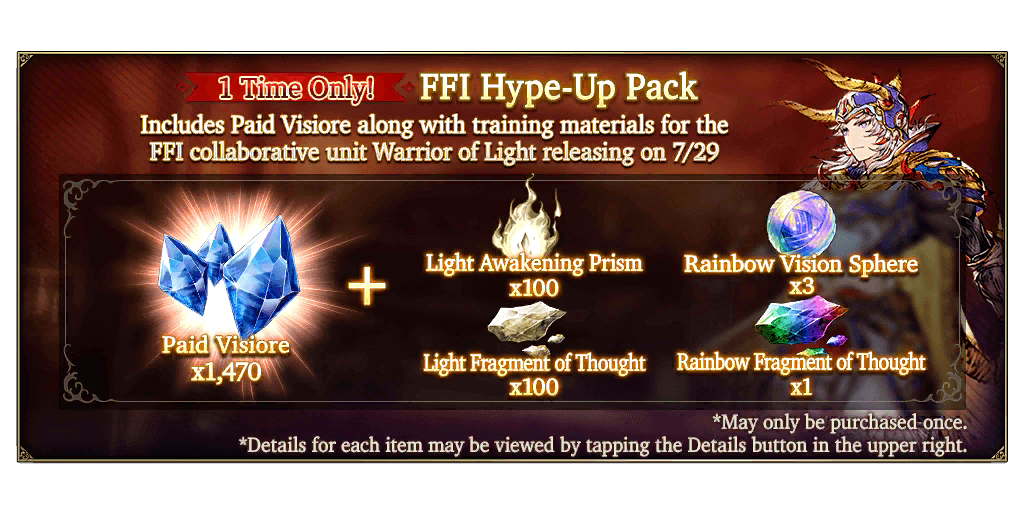 1 Time Only! FFI Hype-Up Pack
Includes Paid Visiore along with training materials for the
FFI collaborative unit Warrior of Light releasing on 7/29
Paid Visiore
x1,470
+
Light Awakening Prism
x100
Rainbow Vision Sphere
x3
Light Fragment of Thought
x100
Rainbow Fragment of Thought
x1
*May only be purchased once.
*Details for each item may be viewed by tapping the Details button in the upper right.